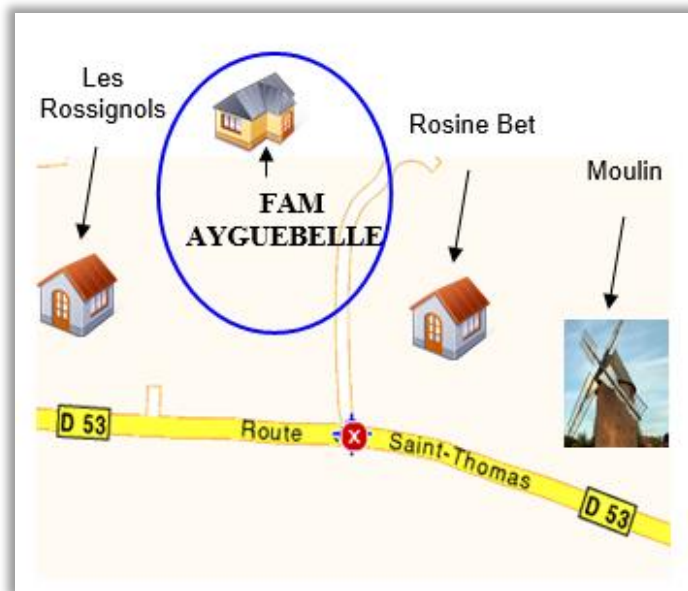 Les
Rossignols
Rosine Bet
Moulin
FAM
AYGUEBELLE
D 53
Route
X
Saint-Thomas
D 53